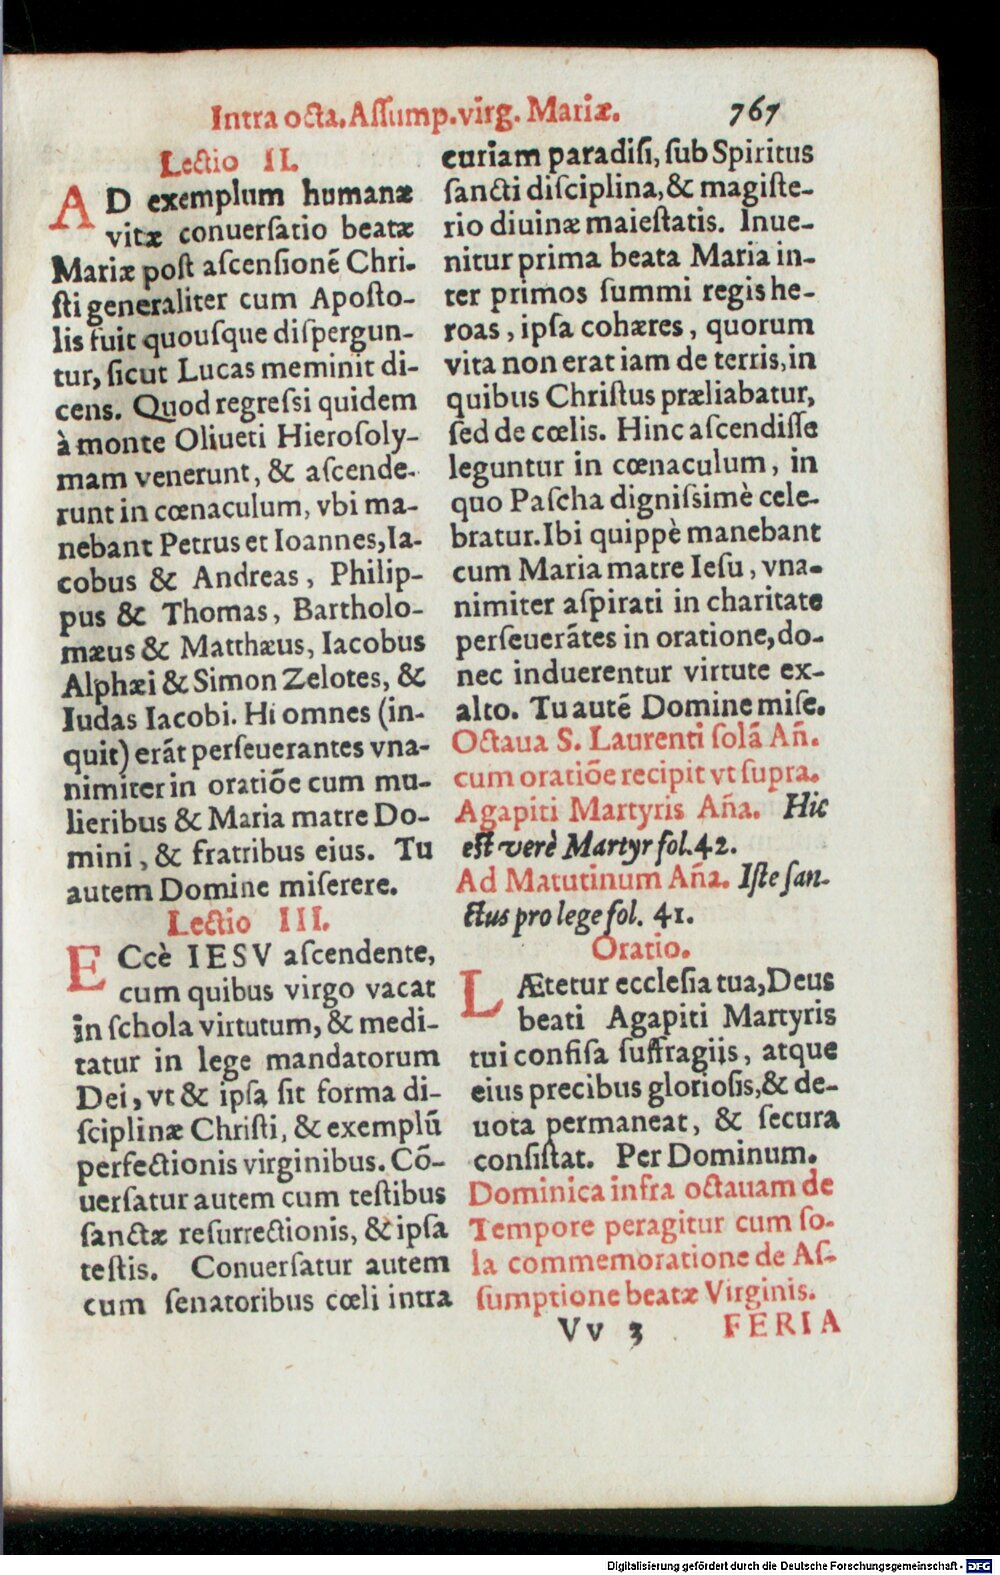 Intra octa. Aſſump. virg. Mariæ. 767
Lectio II.
AD exemplum humanæ
vitæ conuerſatio beatæ
Mariæ poſt aſcenſionē Chri-
ſti generaliter cum Apoſto-
lis fuit quouſque diſpergun-
tur, ſicut Lucas meminit di-
cens. Quod regreſsi quidem
à monte Oliueti Hieroſoly-
mam venerunt, & aſcende-
runt in cœnaculum, vbi ma-
nebant Petrus et Ioannes, Ia-
cobus & Andreas, Philip-
pus & Thomas, Bartholo-
mæus & Matthæus, Iacobus
Alphæi & Simon Zelotes, &
Iudas Iacobi. Hi omnes (in-
quit) erāt perſeuerantes vna-
nimiter in oratiōe cum mu-
lieribus & Maria matre Do-
mini, & fratribus eius. Tu
autem Domine miſerere.
Lectio III.
ECcè IESV aſcendente,
cum quibus virgo vacat
in ſchola virtutum, & medi-
tatur in lege mandatorum
Dei, vt & ipſa ſit forma di-
ſciplinæ Chriſti, & exemplū
perfectionis virginibus. Cō-
uerſatur autem cum teſtibus
ſanctæ reſurrectionis, & ipſa
teſtis. Conuerſatur autem
cum ſenatoribus cœli intra
curiam paradiſi, ſub Spiritus
ſancti diſciplina, & magiſte-
rio diuinæ maieſtatis. Inue-
nitur prima beata Maria in-
ter primos ſummi regis he-
roas, ipſa cohæres, quorum
vita non erat iam de terris, in
quibus Chriſtus præliabatur,
ſed de cœlis. Hinc aſcendiſſe
leguntur in cœnaculum, in
quo Paſcha digniſsimè cele-
bratur. Ibi quippè manebant
cum Maria matre Ieſu, vna-
nimiter aſpirati in charitate
perſeuerātes in oratione, do-
nec induerentur virtute ex-
alto. Tu autē Domine miſe.
Octaua S. Laurenti ſolā Añ.
cum oratiōe recipit vt ſupra.
Agapiti Martyris Aña. Hic
eſt verè Martyr fol. 42.
Ad Matutinum Aña. Iſte ſan-
ctus pro lege fol. 41.
Oratio.
LÆtetur eccleſia tua, Deus
beati Agapiti Martyris
tui confiſa ſuffragijs, atque
eius precibus glorioſis, & de-
uota permaneat, & ſecura
conſiſtat. Per Dominum.
Dominica infra octauam de
Tempore peragitur cum ſo-
la commemoratione de Aſ-
ſumptione beatæ Virginis.
Vv 3 FERIA
Digitalisierung gefördert durch die Deutsche Forschungsgemeinschaft - DFG